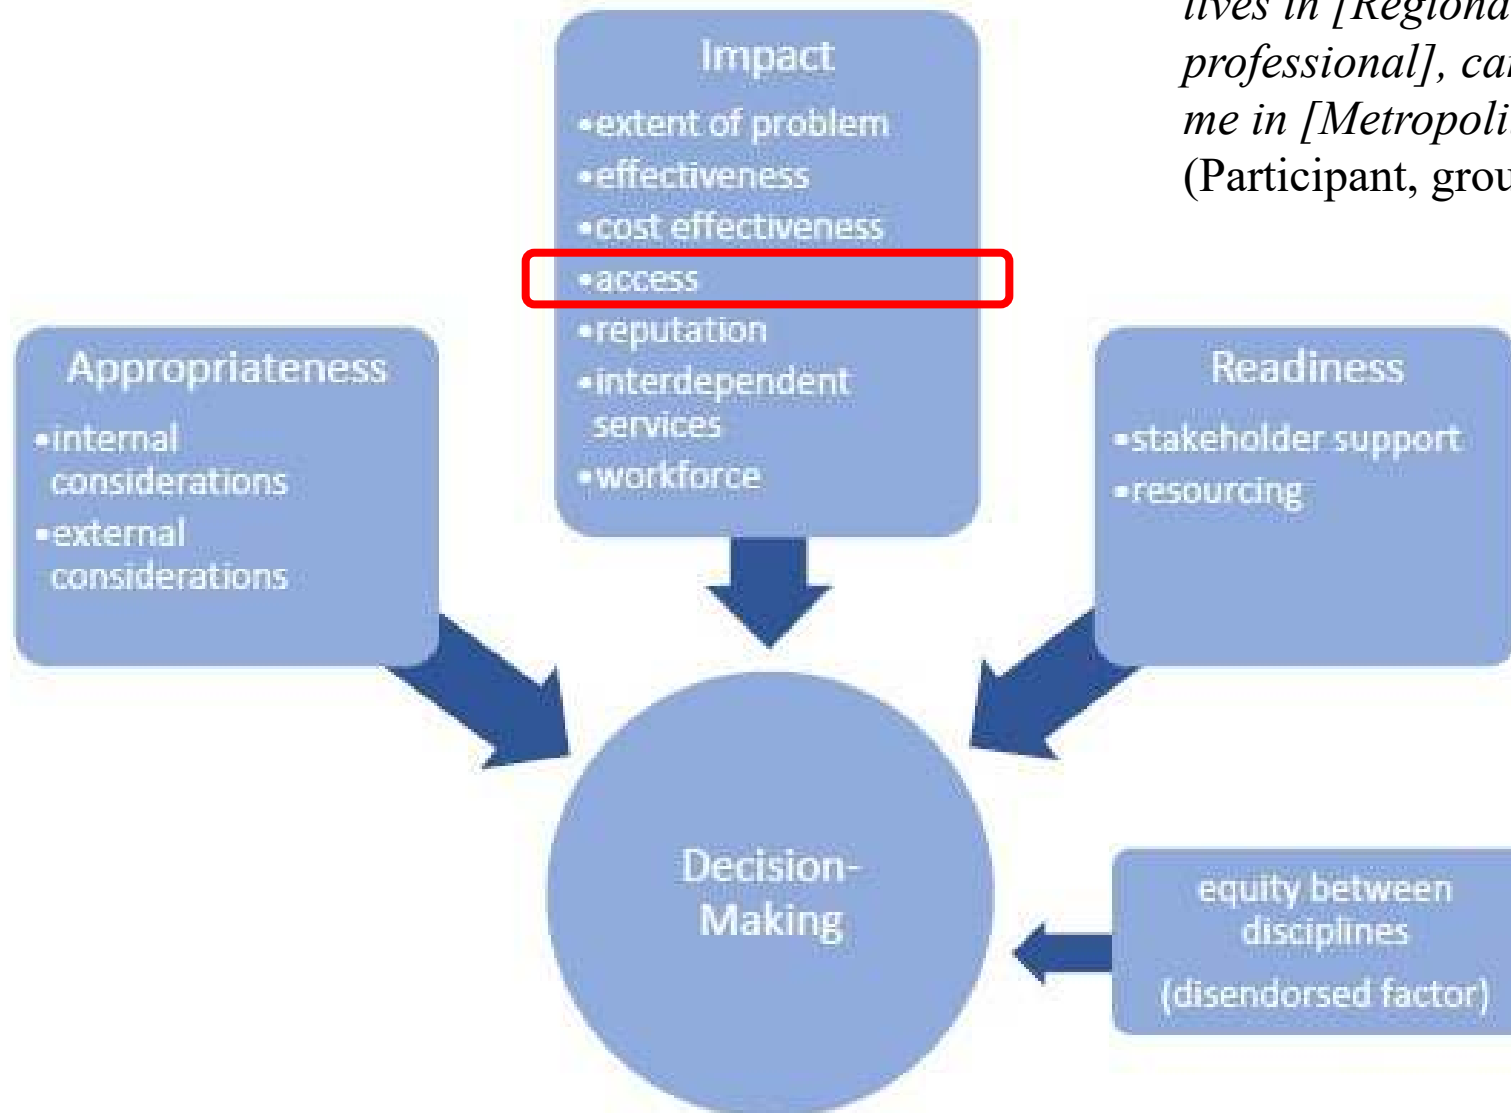 Impact
•extent of problem
•effectiveness
•cost effectiveness
•access
•reputation
•interdependent
services
•workforce
lives in [Regional
professional], can
me in [Metropoli
(Participant, grou
Appropriateness
•internal
considerations
•external
considerations
Readiness
•stakeholder support
•resourcing
Decision-
Making
equity between
disciplines
(disendorsed factor)